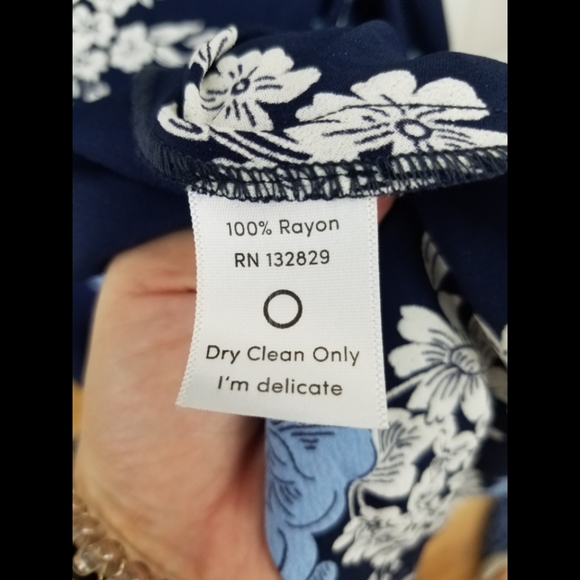 100% Rayon
RN 132829
Dry Clean Only
I'm delicate